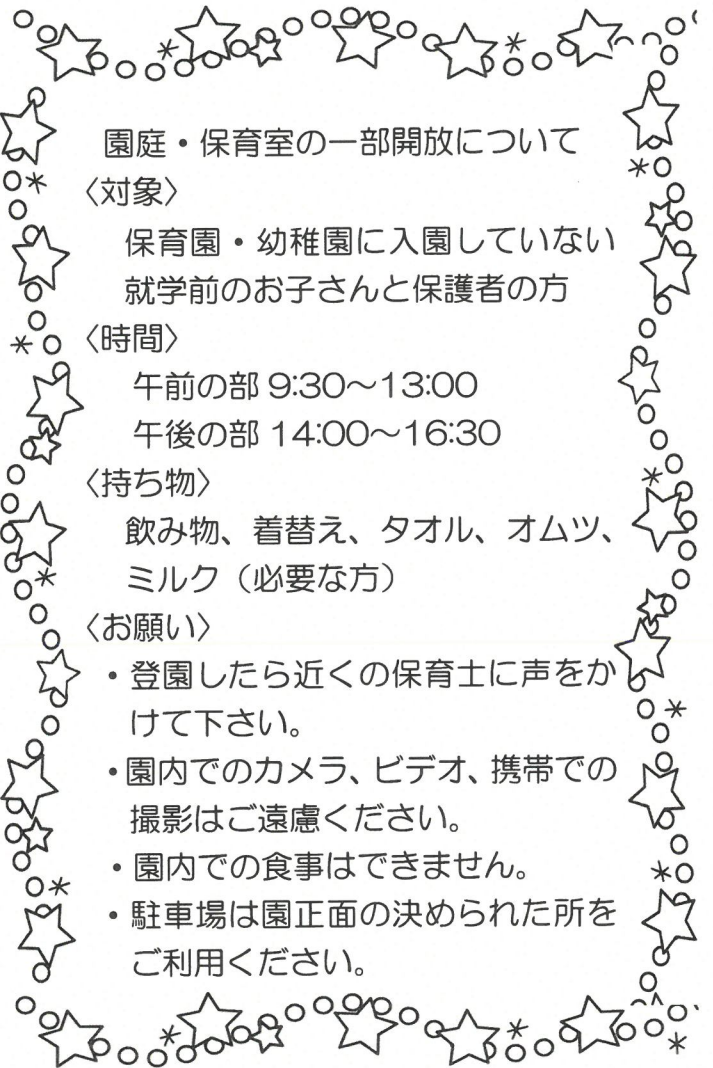 園庭・保育室の一部開放について
〈対象〉
保育園・幼稚園に入園していない
就学前のお子さんと保護者の方
〈時間〉
午前の部 9:30～13:00
午後の部 14:00～16:30
〈持ち物〉
飲み物、着替え、タオル、オムツ、
ミルク（必要な方）
〈お願い〉
・登園したら近くの保育士に声をか
けて下さい。
・園内でのカメラ、ビデオ、携帯での
撮影はご遠慮ください。
・園内での食事はできません。
・駐車場は園正面の決められた所を
ご利用ください。